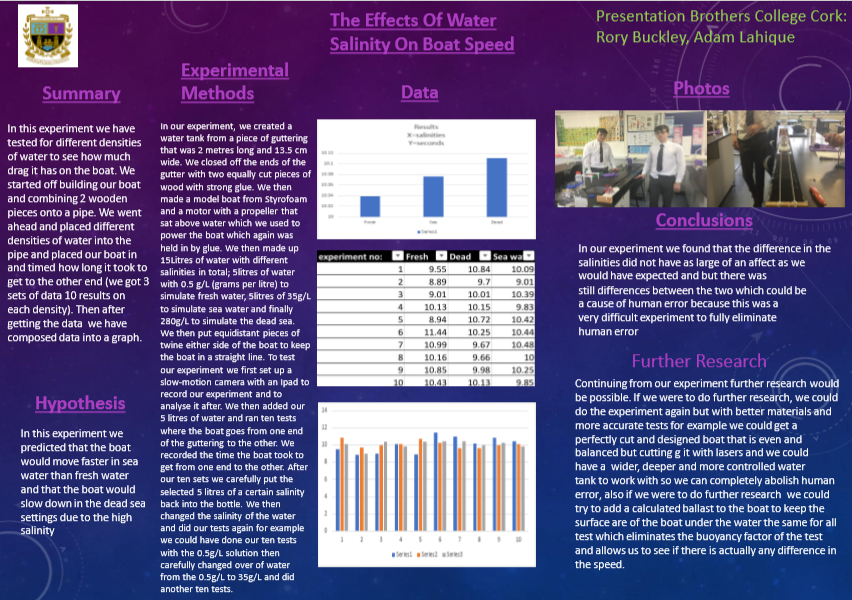 The Effects Of Water
Salinity On Boat Speed
Presentation Brothers College Cork:
Rory Buckley, Adam Lahique
Summary
In this experiment we have
tested for different densities
of water to see how much
drag it has on the boat. We
started off building our boat
and combining 2 wooden
pieces onto a pipe. We went
ahead and placed different
densities of water into the
pipe and placed our boat in
and timed how long it took to
get to the other end (we got 3
sets of data 10 results on
each density). Then after
getting the data we have
composed data into a graph.
Hypothesis
In this experiment we
predicted that the boat
would move faster in sea
water than fresh water
and that the boat would
slow down in the dead sea
settings due to the high
salinity
Experimental
Methods
In our experiment, we created a
water tank from a piece of guttering
that was 2 metres long and 13.5 cm
wide. We closed off the ends of the
gutter with two equally cut pieces of
wood with strong glue. We then
made a model boat from Styrofoam
and a motor with a propeller that
sat above water which we used to
power the boat which again was
held in by glue. We then made up
15Litres of water with different
salinities in total; 5litres of water
with 0.5 g/L (grams per litre) to
simulate fresh water, 5litres of 35g/L
to simulate sea water and finally
280g/L to simulate the dead sea.
We then put equidistant pieces of
twine either side of the boat to keep
the boat in a straight line. To test
our experiment we first set up a
slow-motion camera with an Ipad to
record our experiment and to
analyse it after. We then added our
5 litres of water and ran ten tests
where the boat goes from one end
of the guttering to the other. We
recorded the time the boat took to
get from one end to the other. After
our ten sets we carefully put the
selected 5 litres of a certain salinity
back into the bottle. We then
changed the salinity of the water
and did our tests again for example
we could have done our ten tests
with the 0.5g/L solution then
carefully changed over of water
from the 0.5g/L to 35g/L and did
another ten tests.
Data
Results
X=salinities
Y=seconds
10.12
10.1
10.08
10.06
10.04
10.02
10
Fresh Sea Dead
Series1
experiment no: Fresh Dead Sea wa
1 9.55 10.84 10.09
2 8.89 9.7 9.01
3 9.01 10.01 10.39
4 10.13 10.15 9.83
5 8.94 10.72 10.42
6 11.44 10.25 10.44
7 10.99 9.67 10.48
8 10.16 9.66 10
9 10.85 9.98 10.25
10 10.43 10.13 9.85
14
12
10
8
6
4
2
0
1 2 3 4 5 6 7 8 9 10
Series1 Series2 Series3
Photos
Conclusions
In our experiment we found that the difference in the
salinities did not have as large of an affect as we
would have expected and but there was
still differences between the two which could be
a cause of human error because this was a
very difficult experiment to fully eliminate
human error
Further Research
Continuing from our experiment further research would
be possible. If we were to do further research, we could
do the experiment again but with better materials and
more accurate tests for example we could get a
perfectly cut and designed boat that is even and
balanced but cutting g it with lasers and we could
have a wider, deeper and more controlled water
tank to work with so we can completely abolish human
error, also if we were to do further research we could
try to add a calculated ballast to the boat to keep the
surface are of the boat under the water the same for all
test which eliminates the buoyancy factor of the test
and allows us to see if there is actually any difference in
the speed.